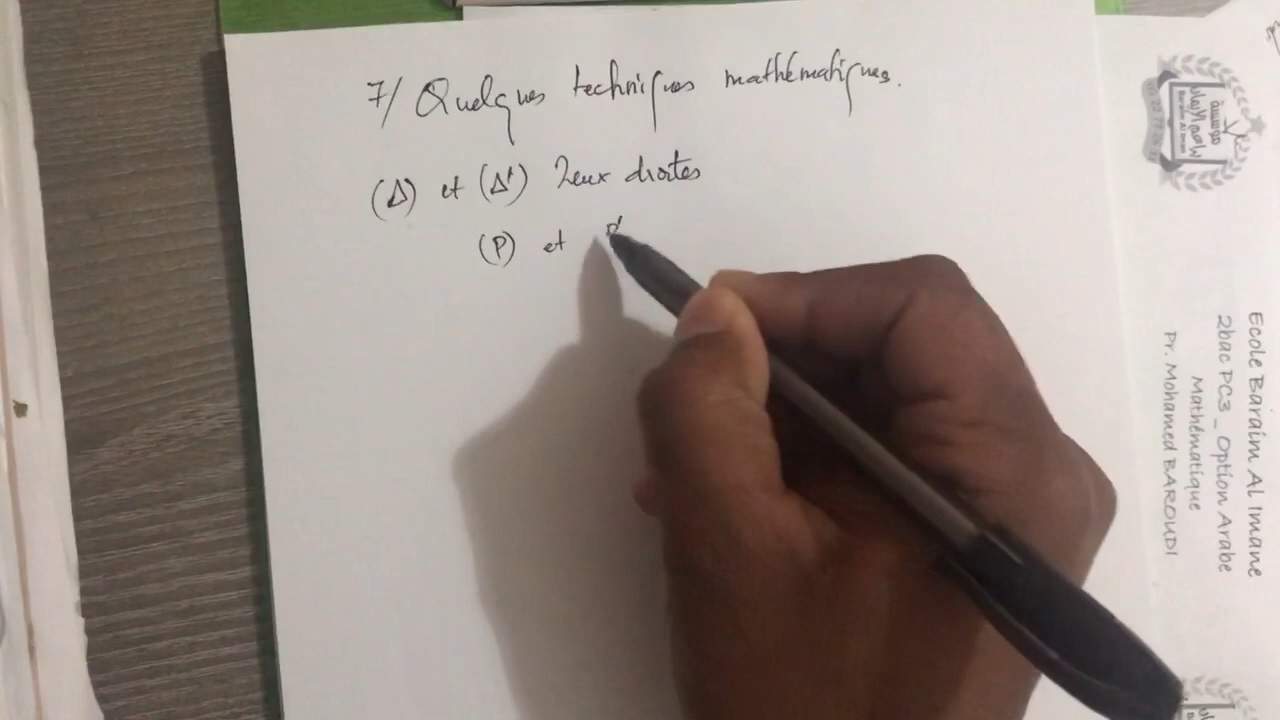 7/ Quelques techniques mathématiques.
(Δ) et (Δ') deux droites
(P) et
Ecole Baraim Al Imane
2bac PC3_ Option Arabe
Mathématique
Pr. Mohamed BAROUDI